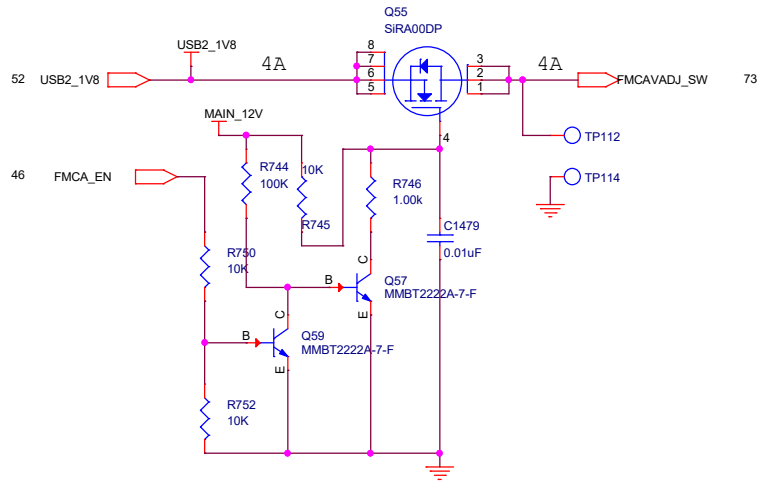 Q55
SiRA00DP
USB2_1V8
4A
8
7
6
5
3
2
1
4A
52 USB2_1V8
FMCAVADJ_SW 73
MAIN_12V
4
TP112
46 FMCA_EN
R744
100K
10K
R745
R746
1.00k
TP114
C1479
0.01uF
R750
10K
C
B
Q57
MMBT2222A-7-F
E
C
B
Q59
MMBT2222A-7-F
E
R752
10K